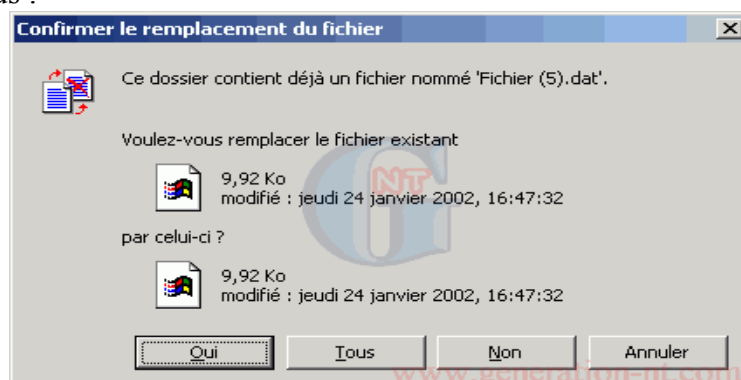 Confirmer le remplacement du fichier
Ce dossier contient déjà un fichier nommé 'Fichier (5).dat'.
Voulez-vous remplacer le fichier existant
9,92 Ko
modifié : jeudi 24 janvier 2002, 16:47:32
par celui-ci ?
9,92 Ko
modifié : jeudi 24 janvier 2002, 16:47:32
Oui Tous Non Annuler
GNT
www.generation-nt.com